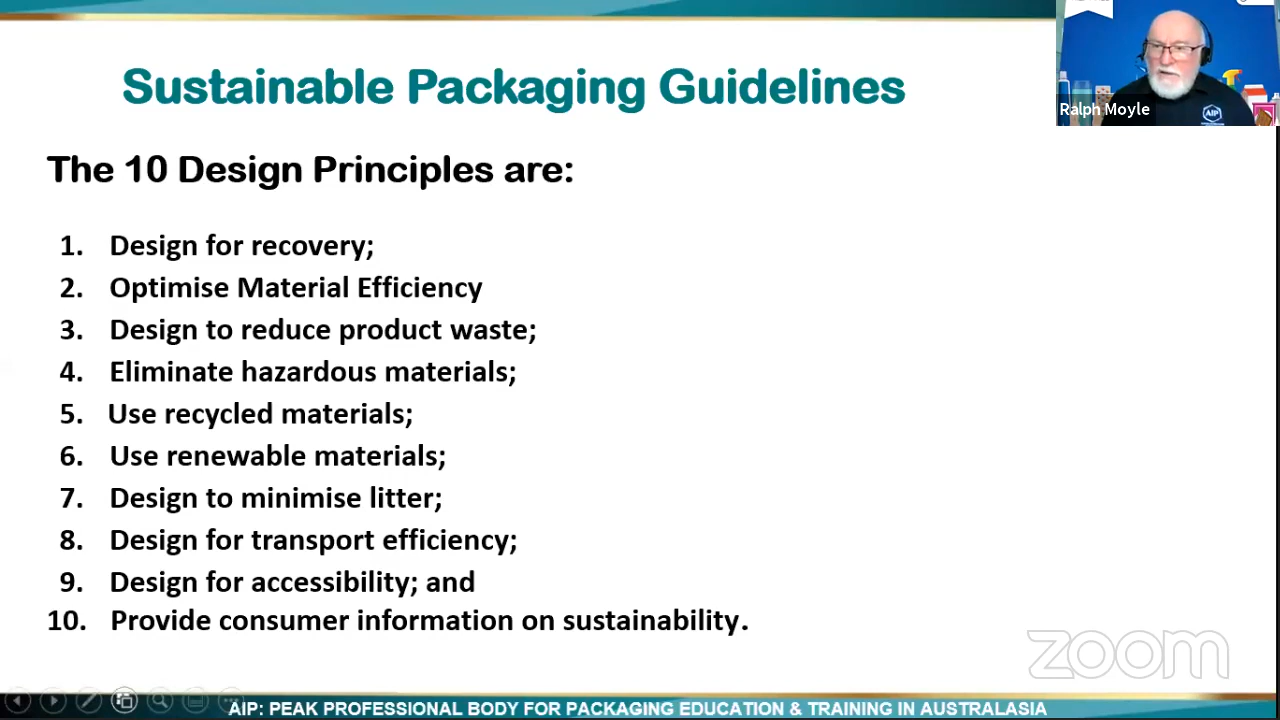 Sustainable Packaging Guidelines
Ralph Moyle
AIP
The 10 Design Principles are:
1. Design for recovery;
2. Optimise Material Efficiency
3. Design to reduce product waste;
4. Eliminate hazardous materials;
5. Use recycled materials;
6. Use renewable materials;
7. Design to minimise litter;
8. Design for transport efficiency;
9. Design for accessibility; and
10. Provide consumer information on sustainability.
zoom
AIP: PEAK PROFESSIONAL BODY FOR PACKAGING EDUCATION & TRAINING IN AUSTRALASIA